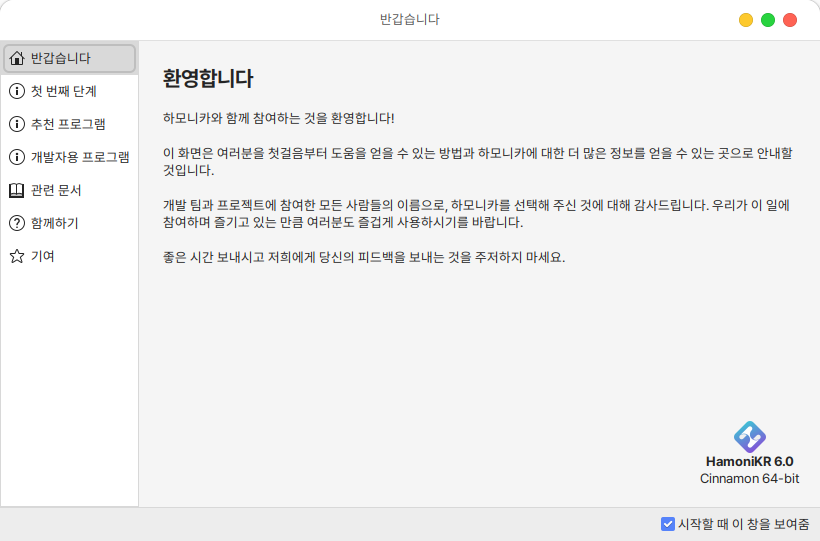 반갑습니다
반갑습니다
첫 번째 단계
추천 프로그램
개발자용 프로그램
관련 문서
함께하기
기여
환영합니다
하모니카와 함께 참여하는 것을 환영합니다!
이 화면은 여러분을 첫걸음부터 도움을 얻을 수 있는 방법과 하모니카에 대한 더 많은 정보를 얻을 수 있는 곳으로 안내할
것입니다.
개발 팀과 프로젝트에 참여한 모든 사람들의 이름으로, 하모니카를 선택해 주신 것에 대해 감사드립니다. 우리가 이 일에
참여하며 즐기고 있는 만큼 여러분도 즐겁게 사용하시기를 바랍니다.
좋은 시간 보내시고 저희에게 당신의 피드백을 보내는 것을 주저하지 마세요.
HamoniKR 6.0
Cinnamon 64-bit
시작할 때 이 창을 보여줌